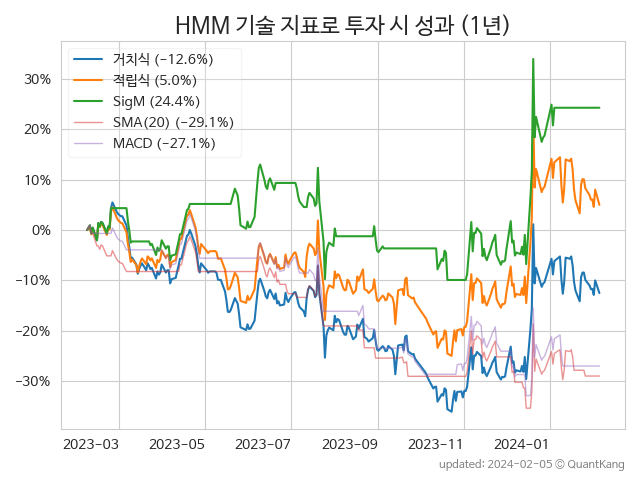 HMM 기술 지표로 투자 시 성과 (1년)
거치식 (−12.6%)
적립식 (5.0%)
SigM (24.4%)
SMA(20) (−29.1%)
MACD (−27.1%)
30%
20%
10%
0%
−10%
−20%
−30%
2023-03 2023-05 2023-07 2023-09 2023-11 2024-01
updated: 2024-02-05 © QuantKang